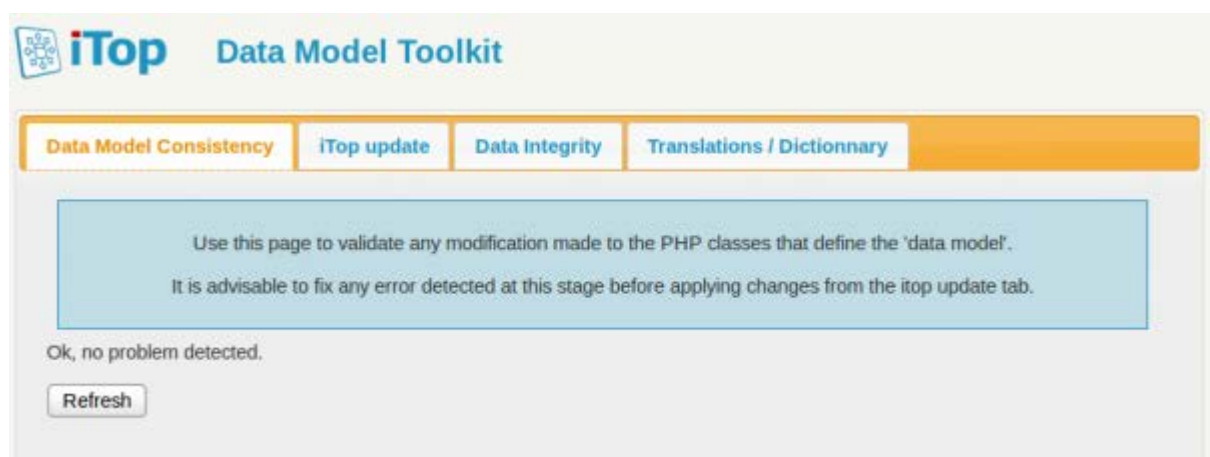 iTop Data Model Toolkit
Data Model Consistency iTop update Data Integrity Translations / Dictionnary
Use this page to validate any modification made to the PHP classes that define the 'data model'.
It is advisable to fix any error detected at this stage before applying changes from the itop update tab.
Ok, no problem detected.
Refresh